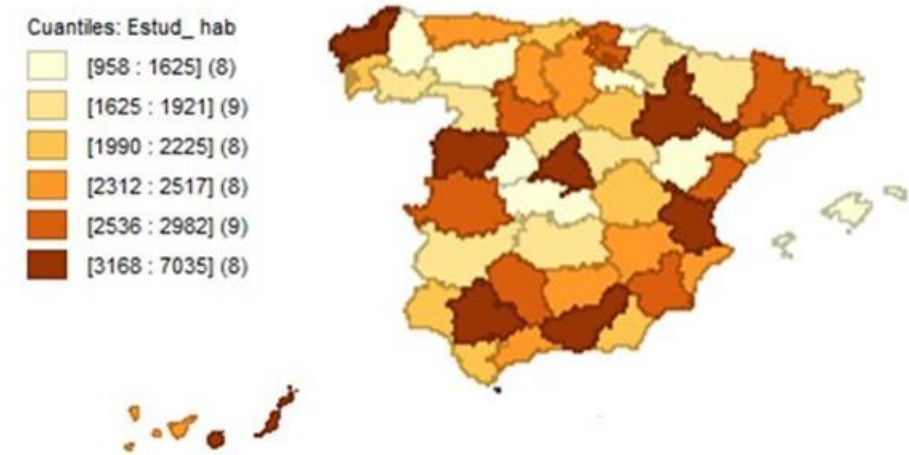 Cuantiles: Estud_ hab
[958 : 1625] (8)
[1625 : 1921] (9)
[1990 : 2225] (8)
[2312 : 2517] (8)
[2536 : 2982] (9)
[3168 : 7035] (8)